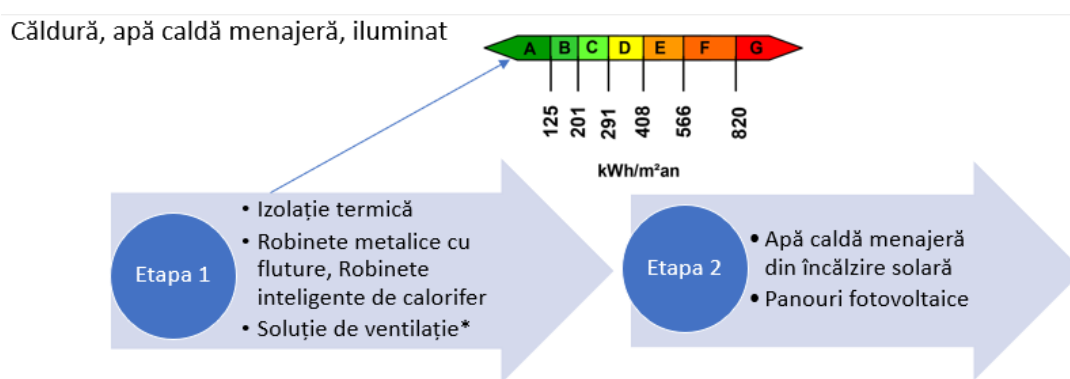 Căldură, apă caldă menajeră, iluminat
A B C D E F G
125 201 291 408 566 820
kWh/m²an
Etapa 1
• Izolație termică
• Robinete metalice cu
fluture, Robinete
inteligente de calorifer
• Soluție de ventilație*
Etapa 2
• Apă caldă menajeră
din încălzire solară
• Panouri fotovoltaice